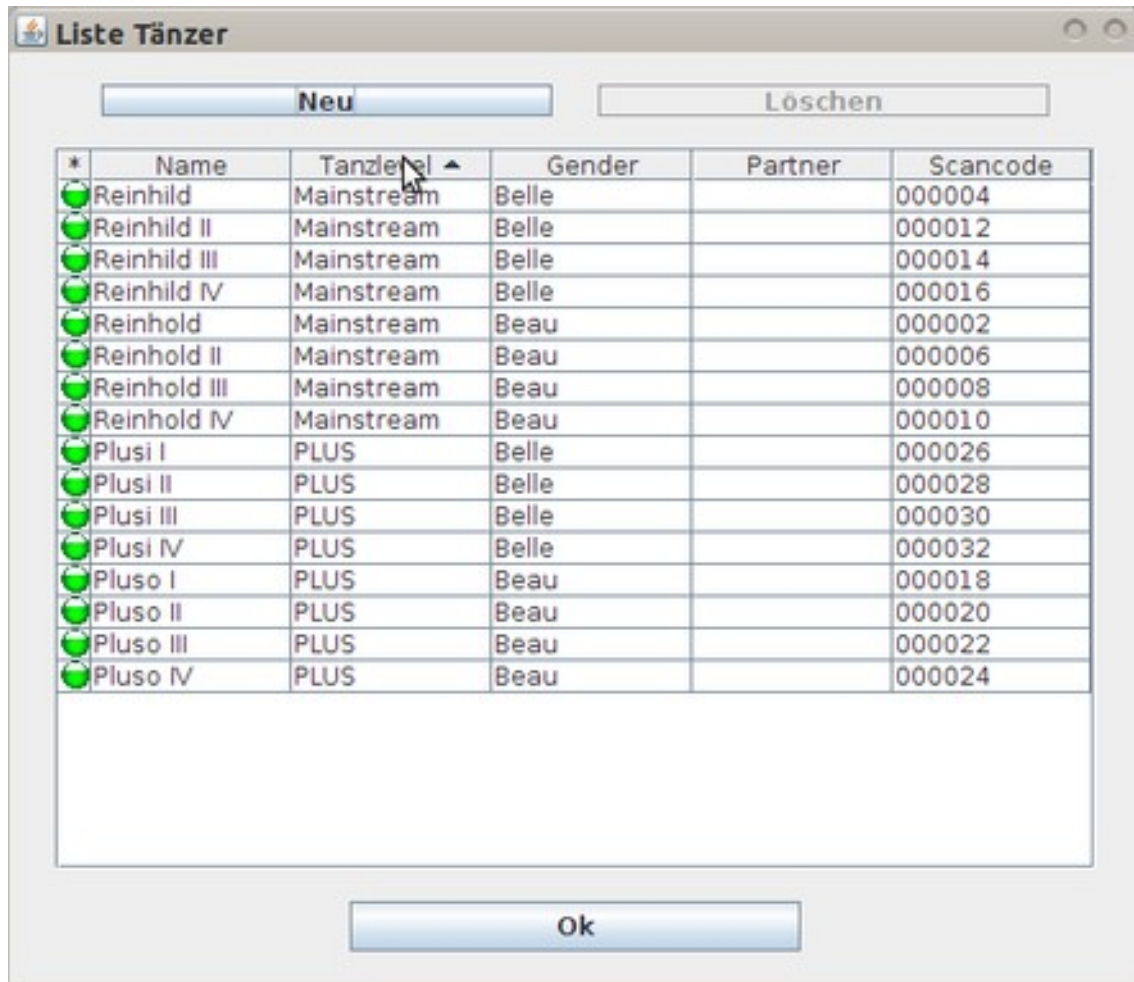 Liste Tänzer
Neu Löschen
* Name Tanzlevel Gender Partner Scancode
Reinhild Mainstream Belle 000004
Reinhild II Mainstream Belle 000012
Reinhild III Mainstream Belle 000014
Reinhild IV Mainstream Belle 000016
Reinhold Mainstream Beau 000002
Reinhold II Mainstream Beau 000006
Reinhold III Mainstream Beau 000008
Reinhold IV Mainstream Beau 000010
Plusi I PLUS Belle 000026
Plusi II PLUS Belle 000028
Plusi III PLUS Belle 000030
Plusi IV PLUS Belle 000032
Pluso I PLUS Beau 000018
Pluso II PLUS Beau 000020
Pluso III PLUS Beau 000022
Pluso IV PLUS Beau 000024
Ok